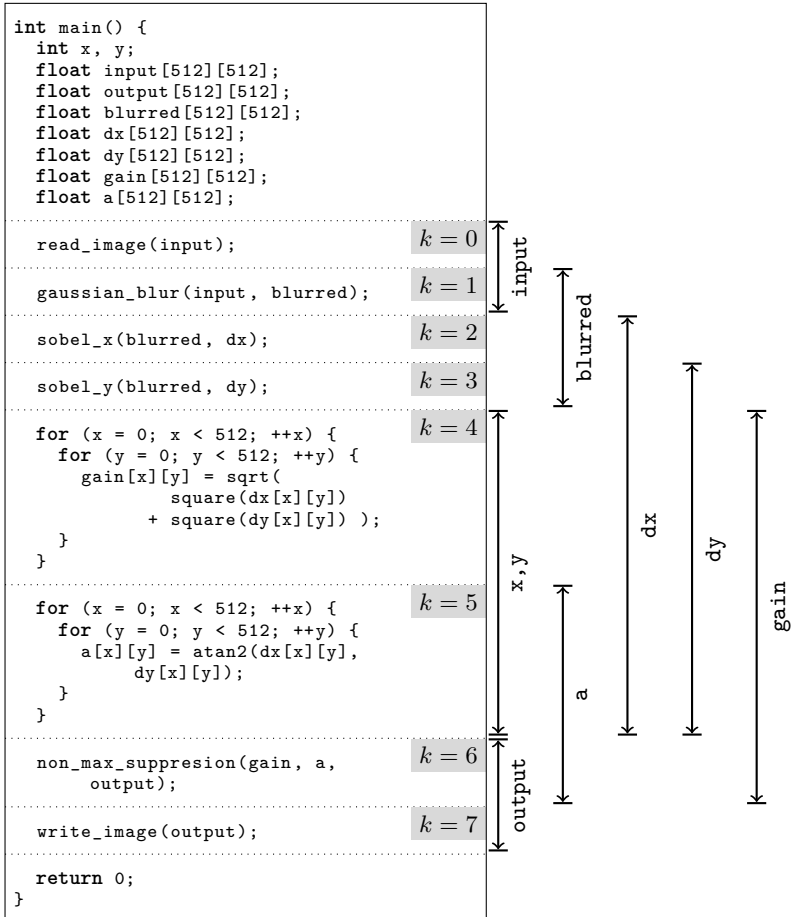 int main() {
int x, y;
float input[512][512];
float output[512][512];
float blurred[512][512];
float dx[512][512];
float dy[512][512];
float gain[512][512];
float a[512][512];
read_image(input);
k = 0
gaussian_blur(input, blurred);
k = 1
sobel_x(blurred, dx);
k = 2
sobel_y(blurred, dy);
k = 3
for (x = 0; x < 512; ++x) {
k = 4
for (y = 0; y < 512; ++y) {
gain[x][y] = sqrt(
square(dx[x][y])
+ square(dy[x][y]) );
}
}
for (x = 0; x < 512; ++x) {
k = 5
for (y = 0; y < 512; ++y) {
a[x][y] = atan2(dx[x][y],
dy[x][y]);
}
}
non_max_suppresion(gain, a,
k = 6
output);
write_image(output);
k = 7
return 0;
}
input
blurred
x,y
a
dx
dy
gain
output